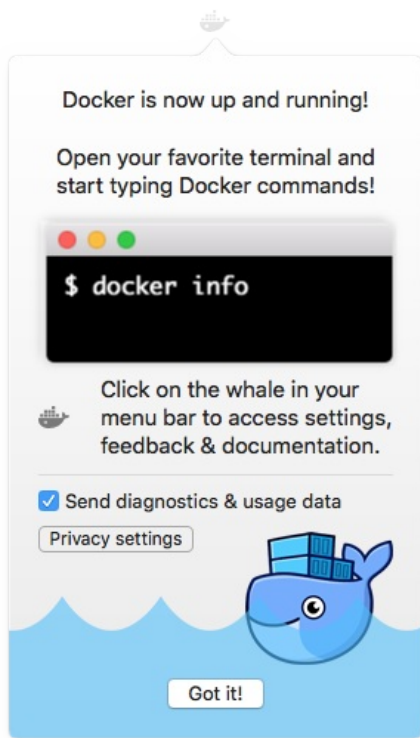 Docker is now up and running!
Open your favorite terminal and
start typing Docker commands!
$ docker info
Click on the whale in your
menu bar to access settings,
feedback & documentation.
Send diagnostics & usage data
Privacy settings
Got it!